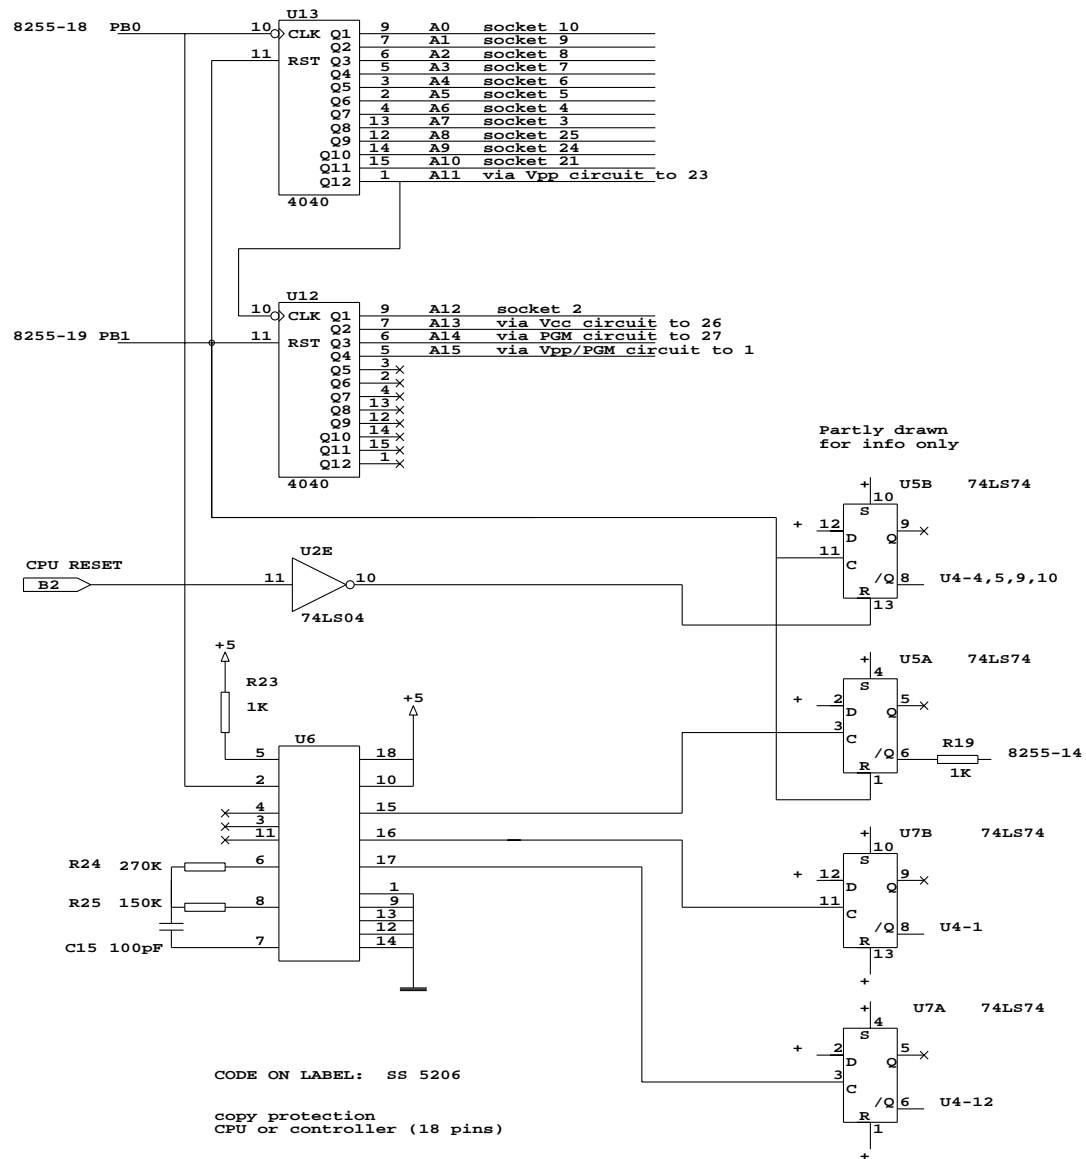 U13
8255-18 PB0 10 CLK Q1 9 A0 socket 10
Q2 7 A1 socket 9
11 RST Q3 6 A2 socket 8
Q4 5 A3 socket 7
Q5 3 A4 socket 6
Q6 2 A5 socket 5
Q7 4 A6 socket 4
Q8 13 A7 socket 3
Q9 12 A8 socket 25
Q10 14 A9 socket 24
Q11 15 A10 socket 21
Q12 1 A11 via Vpp circuit to 23
4040
U12
10 CLK Q1 9 A12 socket 2
Q2 7 A13 via Vcc circuit to 26
8255-19 PB1 11 RST Q3 6 A14 via PGM circuit to 27
Q4 5 A15 via Vpp/PGM circuit to 1
Q5 3
Q6 2
Q7 4
Q8 13
Q9 12
Q10 14
Q11 15
Q12 1
4040
Partly drawn
for info only
+ U5B 74LS74
10
S
+ 12 D Q 9
11 C
/Q 8 U4-4,5,9,10
R
13
CPU RESET
B2
U2E
11 10
74LS04
+ U5A 74LS74
4
S
+ 2 D Q 5
3 C
/Q 6 R19 8255-14
1K
R
1
+5
R23
1K
+5
U6
5 18
2 10
4 15
3
11 16
R24 270K 6 17
1
R25 150K 8 9
13
12
C15 100pF 7 14
+ U7B 74LS74
10
S
+ 12 D Q 9
11 C
/Q 8 U4-1
R
13
+
+ U7A 74LS74
4
S
+ 2 D Q 5
3 C
/Q 6 U4-12
R
1
+
CODE ON LABEL: SS 5206
copy protection
CPU or controller (18 pins)